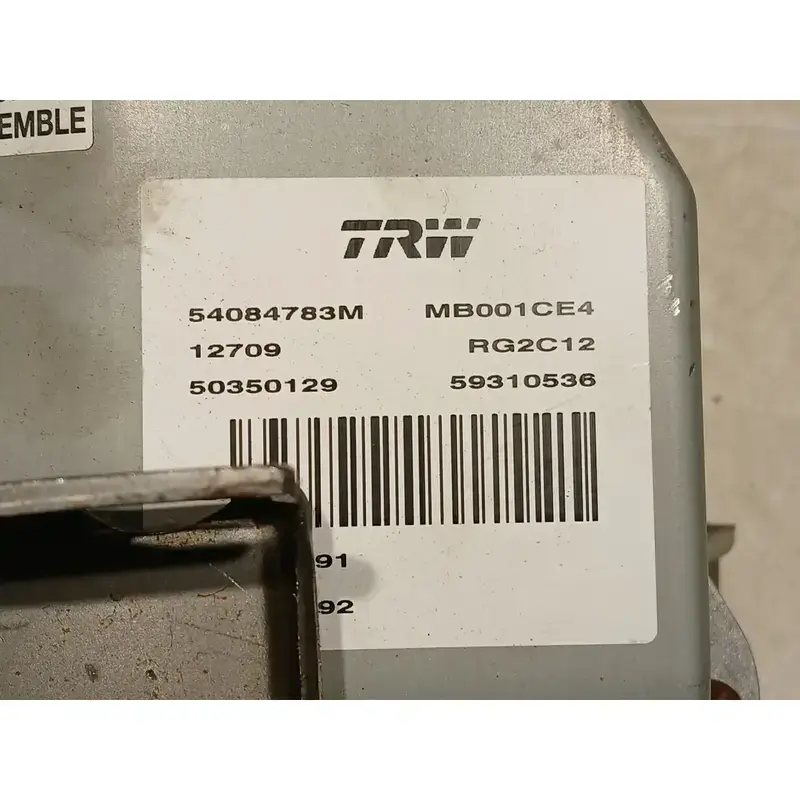 EMBLE
TRW
54084783M MB001CE4
12709 RG2C12
50350129 59310536
91
92